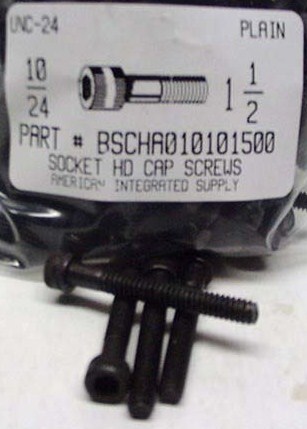 UNC-24 PLAIN
10
24
1 1
2
PART # BSCHA010101500
SOCKET HD CAP SCREWS
AMERICAN INTEGRATED SUPPLY